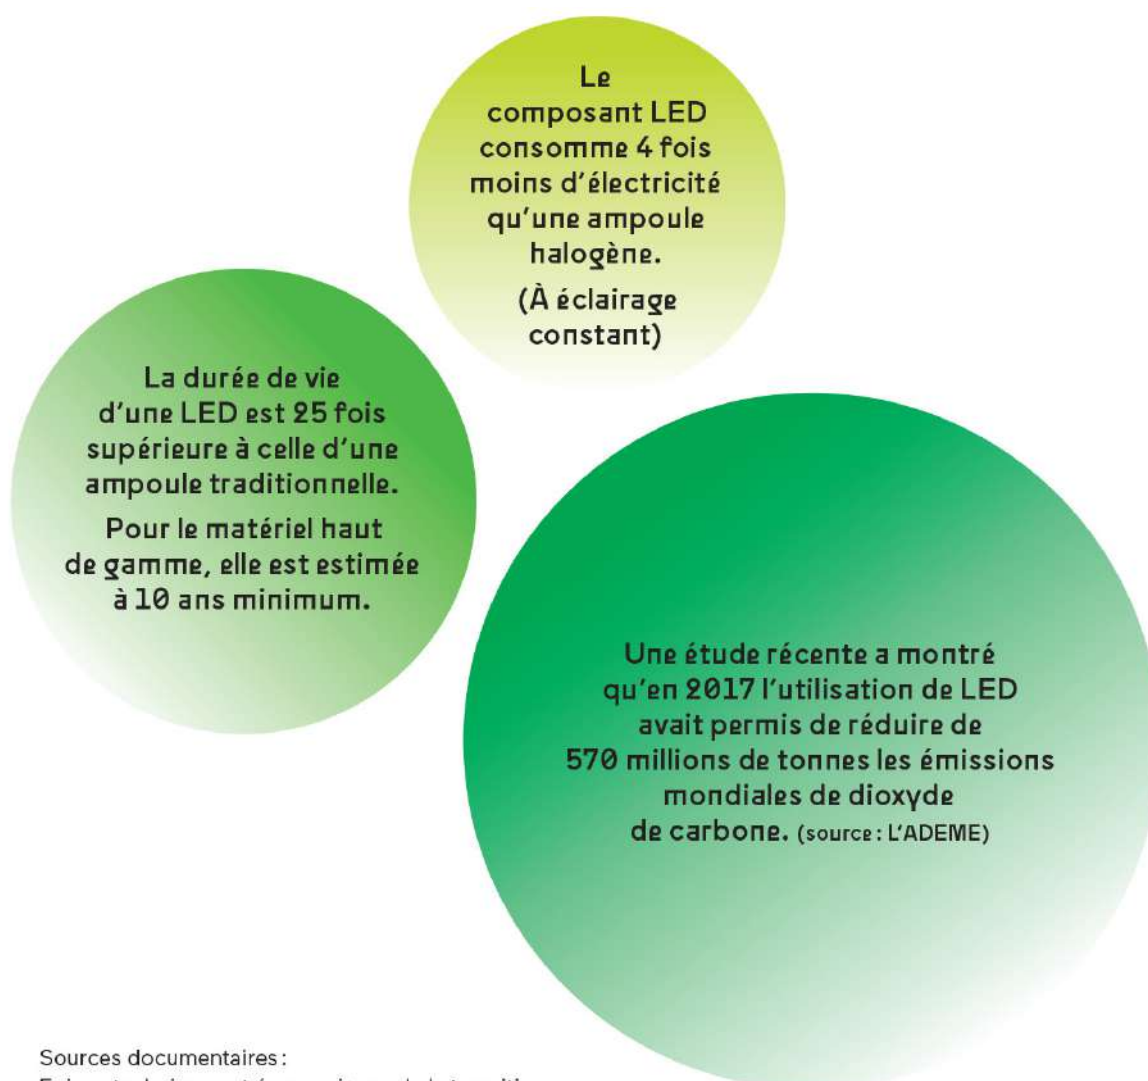 Le
composant LED
consomme 4 fois
moins d'électricité
qu'une ampoule
halogène.
(À éclairage
constant)
La durée de vie
d'une LED est 25 fois
supérieure à celle d'une
ampoule traditionnelle.
Pour le matériel haut
de gamme, elle est estimée
à 10 ans minimum.
Une étude récente a montré
qu'en 2017 l'utilisation de LED
avait permis de réduire de
570 millions de tonnes les émissions
mondiales de dioxyde
de carbone. (source : L'ADEME)
Sources documentaires :